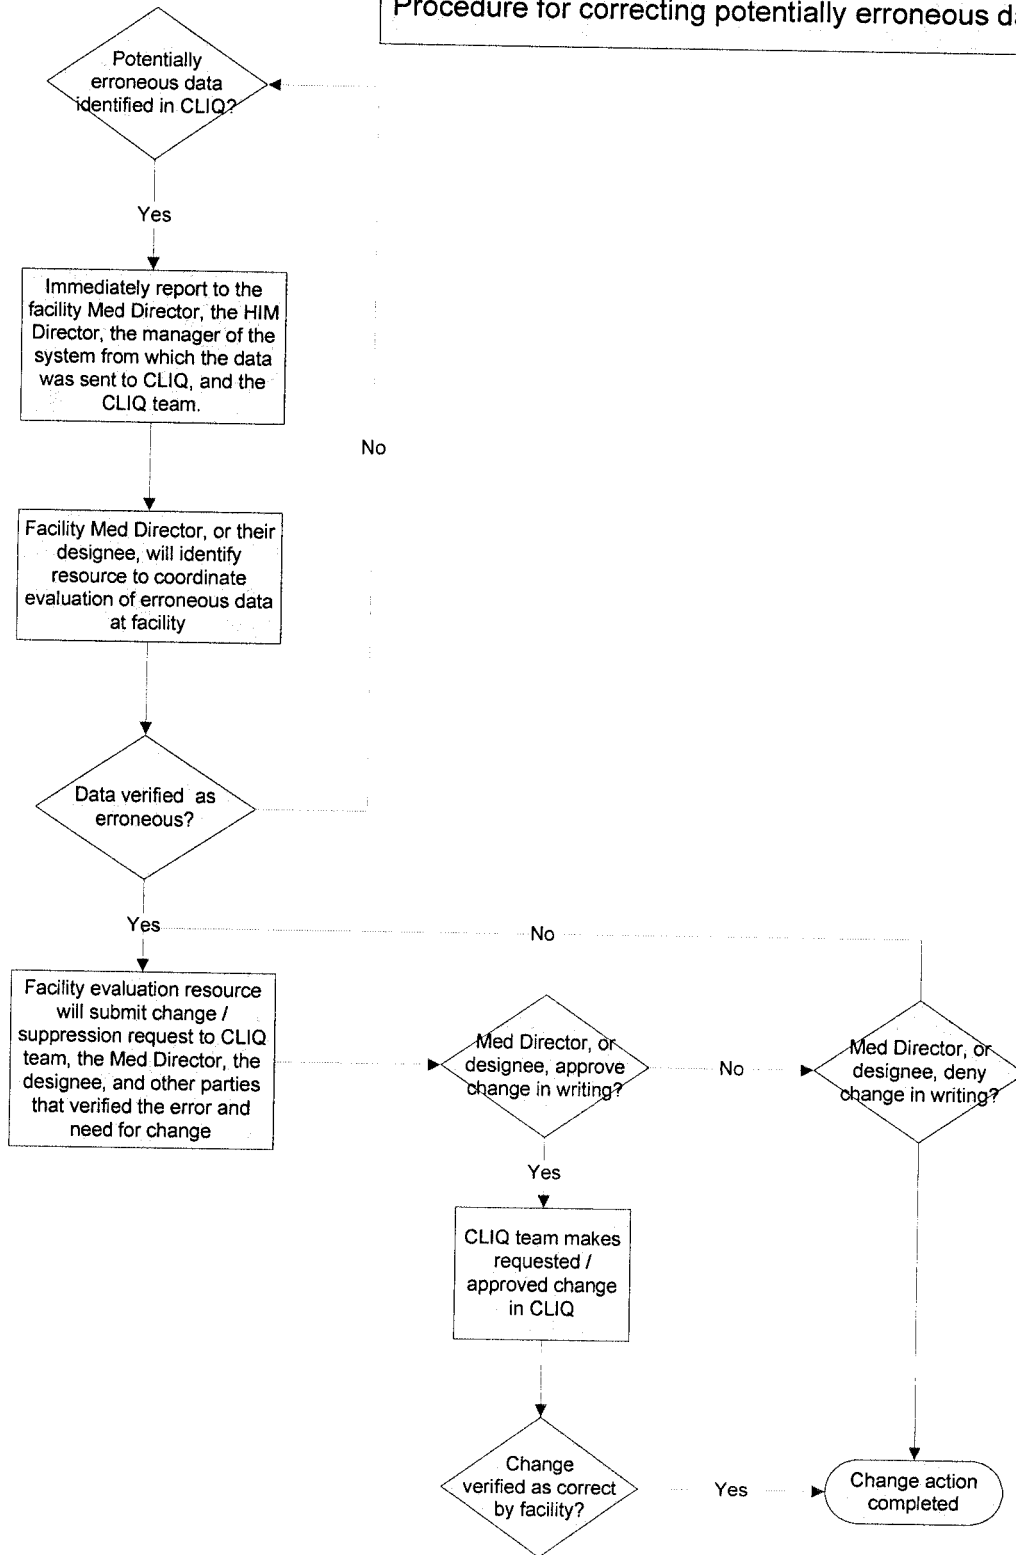 Procedure for correcting potentially erroneous
Potentially
erroneous data
identified in CLIQ?
Yes
Immediately report to the
facility Med Director, the HIM
Director, the manager of the
system from which the data
was sent to CLIQ, and the
CLIQ team.
No
Facility Med Director, or their
designee, will identify
resource to coordinate
evaluation of erroneous data
at facility
Data verified as
erroneous?
Yes
No
Facility evaluation resource
will submit change /
suppression request to CLIQ
team, the Med Director, the
designee, and other parties
that verified the error and
need for change
Med Director, or
designee, approve
change in writing?
No
Med Director, or
designee, deny
change in writing?
Yes
CLIQ team makes
requested /
approved change
in CLIQ
Change
verified as correct
by facility?
Yes
Change action
completed